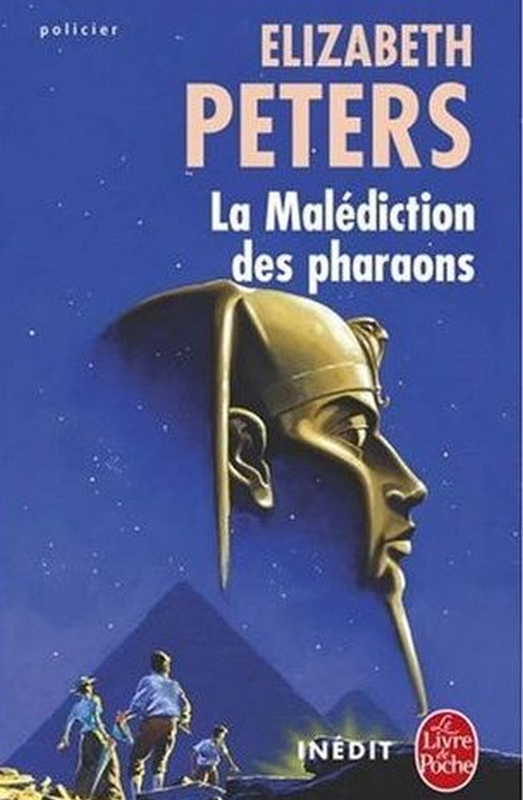 policier
ELIZABETH
PETERS
La Malédiction
des pharaons
INÉDIT
Le
Livre
de
Poche